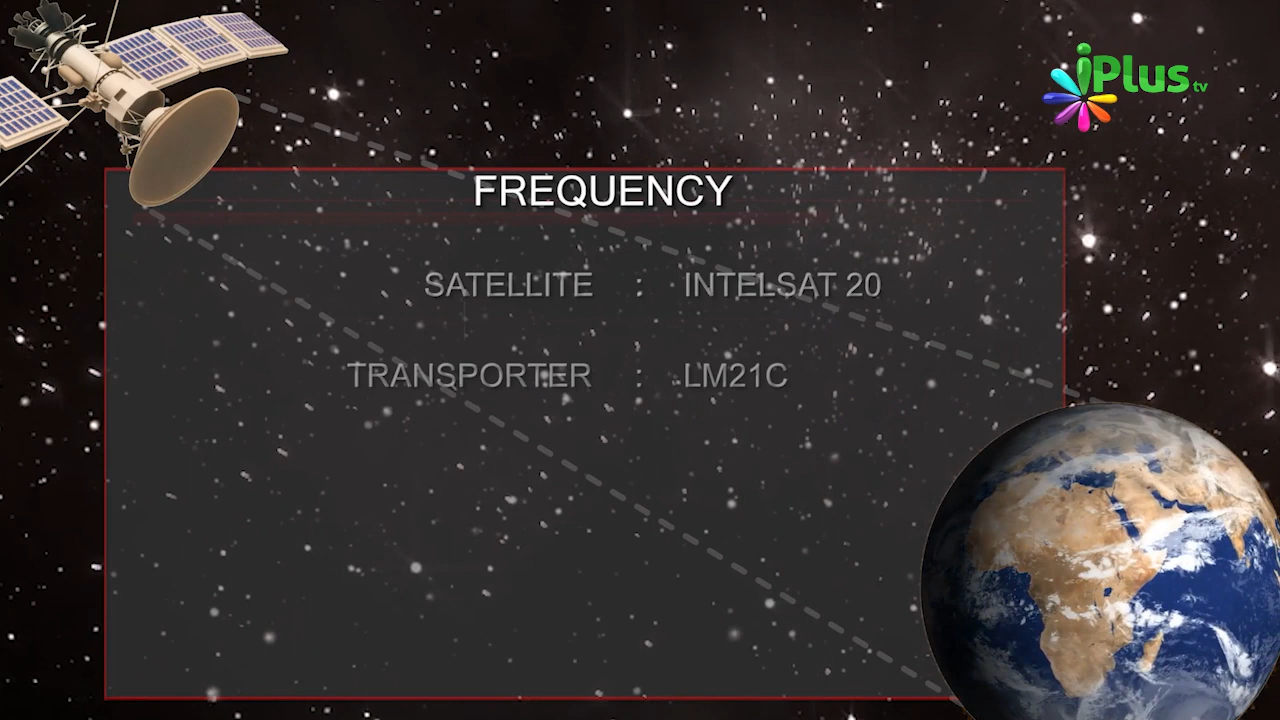 iPlus tv
FREQUENCY
SATELLITE : INTELSAT 20
TRANSPORTER : LM21C